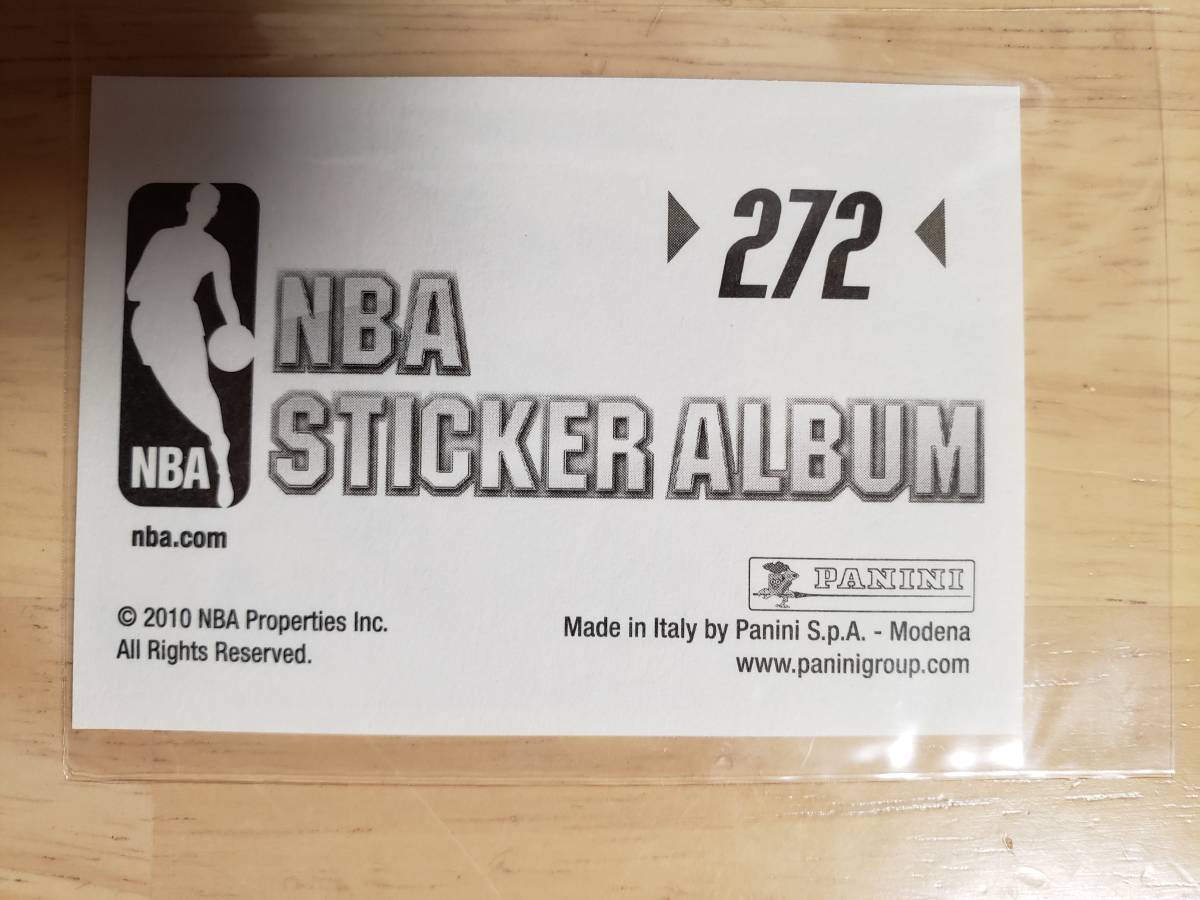 272
NBA
STICKER ALBUM
NBA
nba.com
PANINI
© 2010 NBA Properties Inc.
All Rights Reserved.
Made in Italy by Panini S.p.A. - Modena
www.paninigroup.com